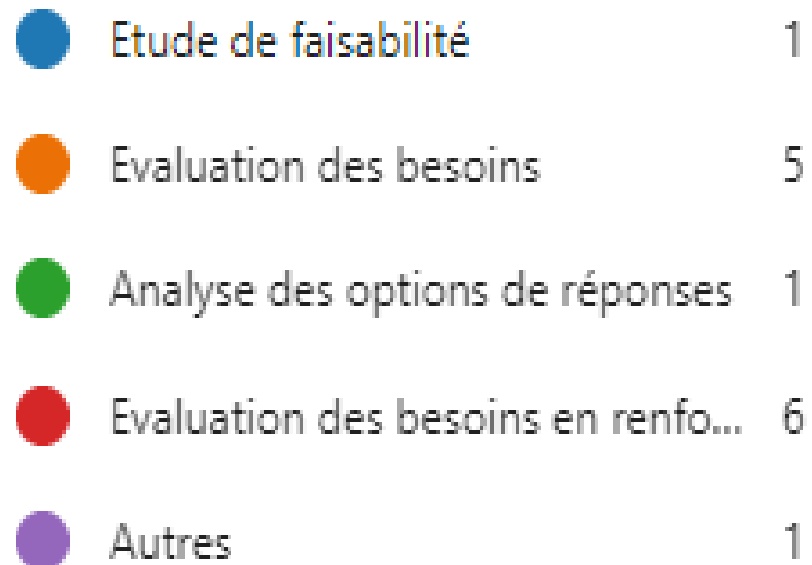 Etude de faisabilité 1
Evaluation des besoins 5
Analyse des options de réponses 1
Evaluation des besoins en renfo... 6
Autres 1